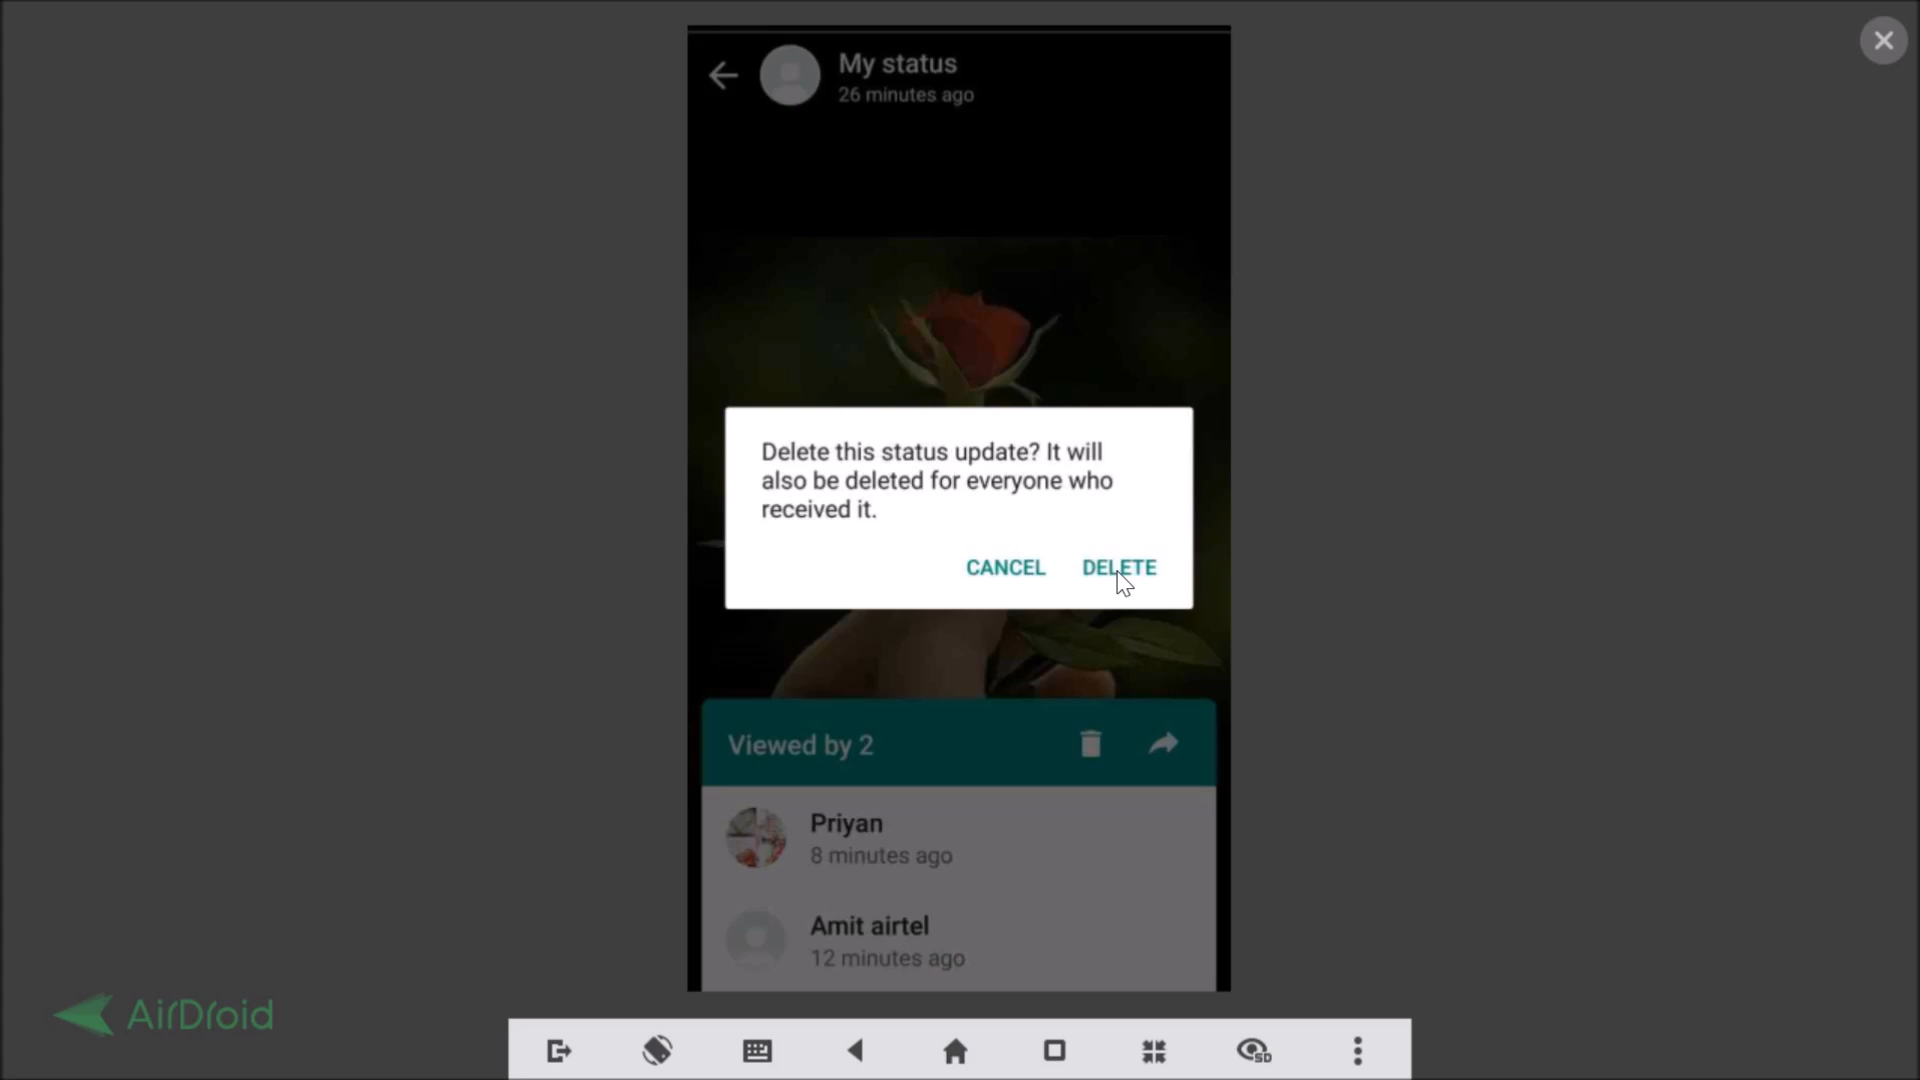 My status
26 minutes ago
Delete this status update? It will
also be deleted for everyone who
received it.
CANCEL DELETE
Viewed by 2
Priyan
8 minutes ago
Amit airtel
12 minutes ago
AirDroid
SD